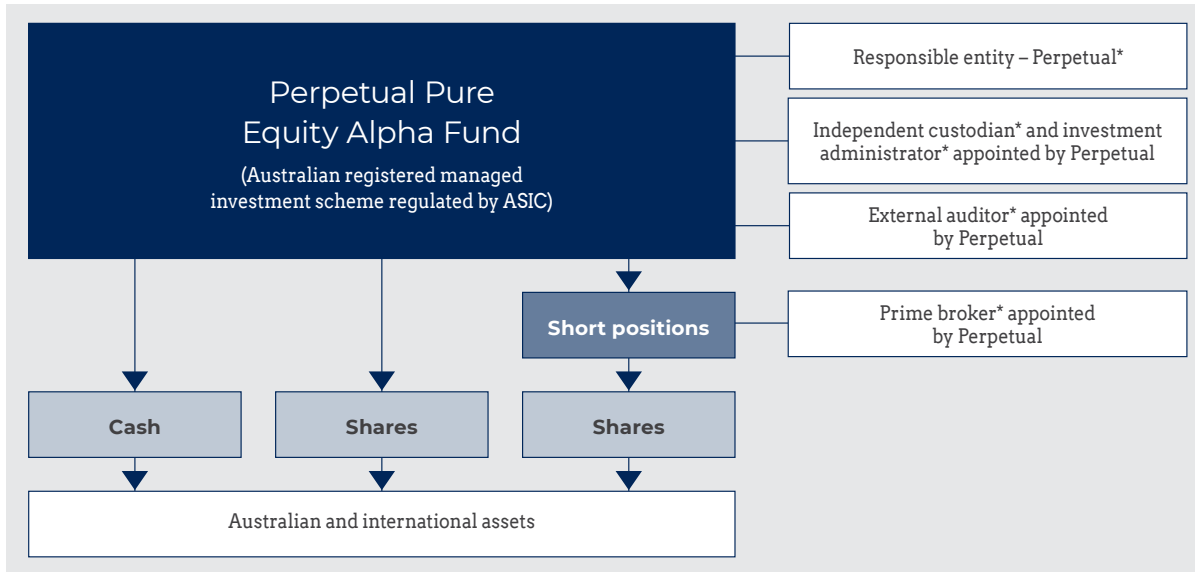 Perpetual Pure
Equity Alpha Fund
(Australian registered managed
investment scheme regulated by ASIC)
Responsible entity – Perpetual*
Independent custodian* and investment
administrator* appointed by Perpetual
External auditor* appointed
by Perpetual
Short positions
Prime broker* appointed
by Perpetual
Cash
Shares
Shares
Australian and international assets